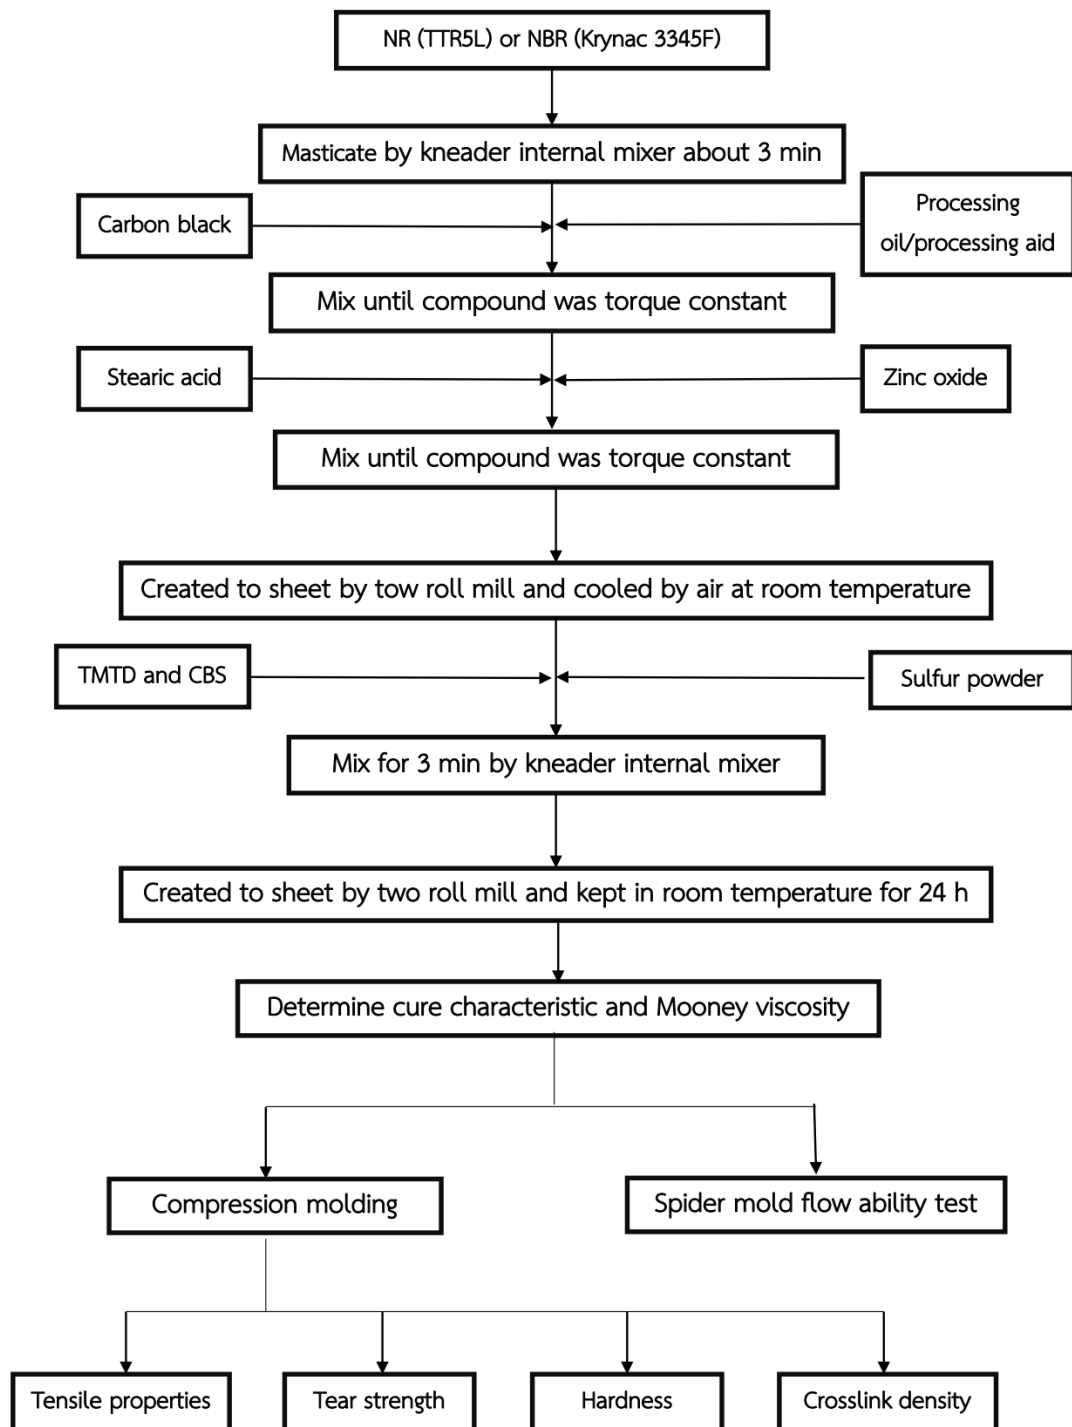 NR (TTR5L) or NBR (Krynac 3345F)
Masticate by kneader internal mixer about 3 min
Carbon black
Processing
oil/processing aid
Mix until compound was torque constant
Stearic acid
Zinc oxide
Mix until compound was torque constant
Created to sheet by tow roll mill and cooled by air at room temperature
TMTD and CBS
Sulfur powder
Mix for 3 min by kneader internal mixer
Created to sheet by two roll mill and kept in room temperature for 24 h
Determine cure characteristic and Mooney viscosity
Compression molding
Spider mold flow ability test
Tensile properties
Tear strength
Hardness
Crosslink density